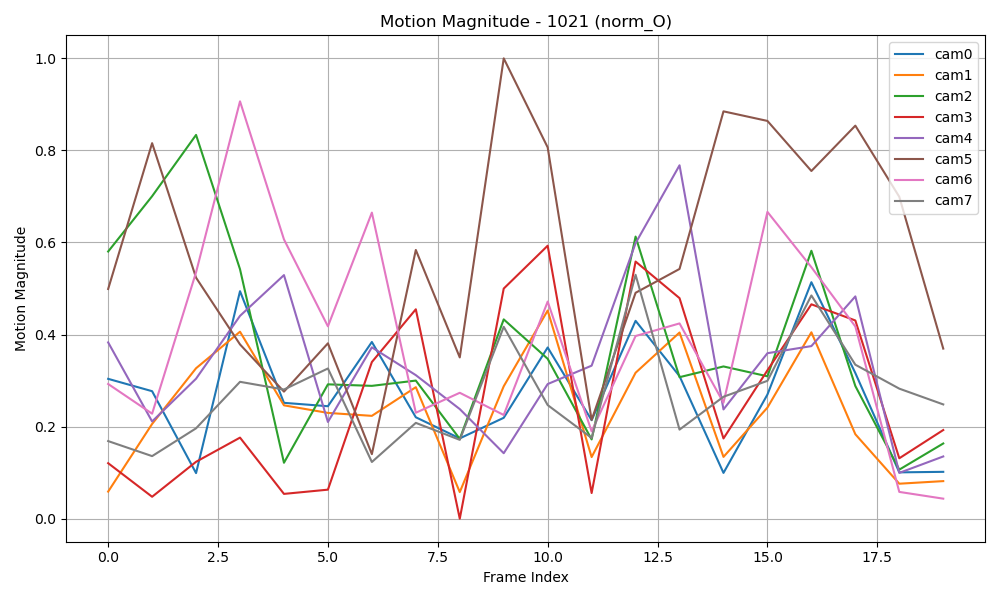 Motion Magnitude - 1021 (norm_O)
Motion Magnitude
1.0
0.8
0.6
0.4
0.2
0.0
cam0
cam1
cam2
cam3
cam4
cam5
cam6
cam7
0.0 2.5 5.0 7.5 10.0 12.5 15.0 17.5
Frame Index